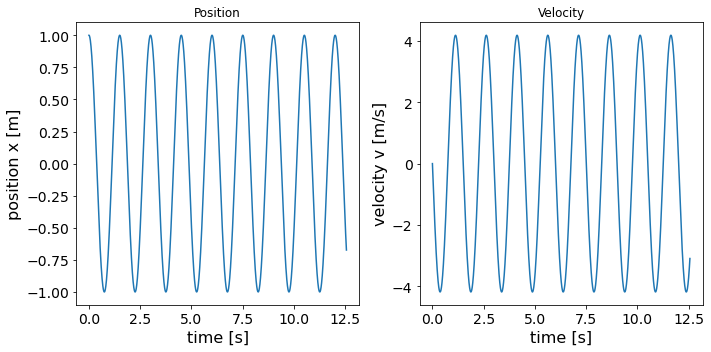 Position
1.00
0.75
0.50
0.25
0.00
−0.25
−0.50
−0.75
−1.00
position x [m]
0.0 2.5 5.0 7.5 10.0 12.5
time [s]
Velocity
4
2
0
−2
−4
velocity v [m/s]
0.0 2.5 5.0 7.5 10.0 12.5
time [s]